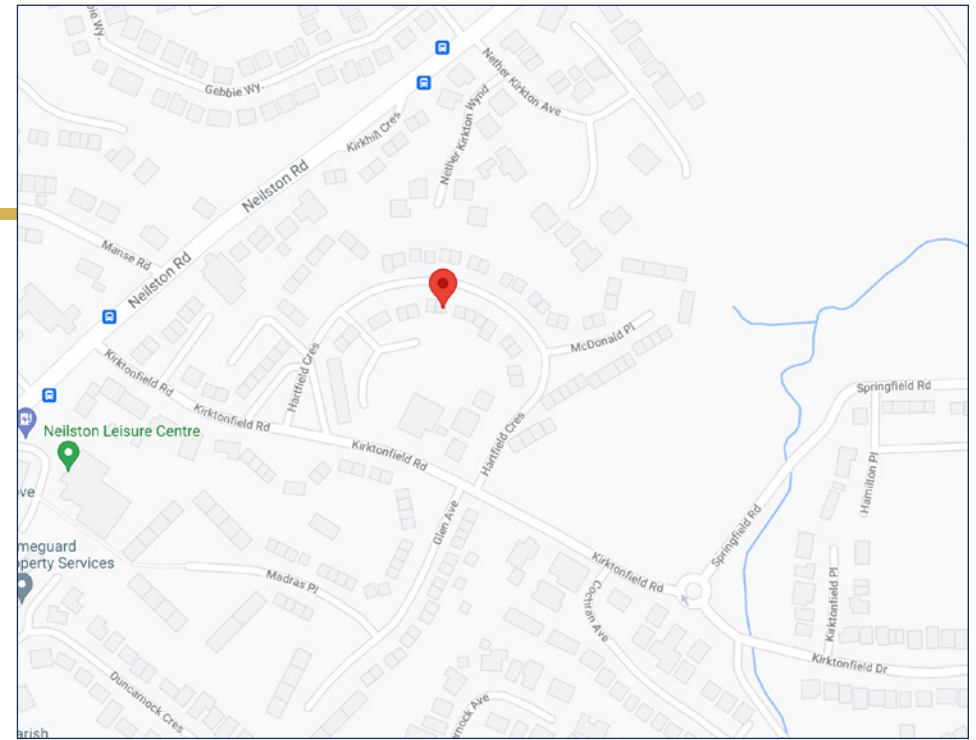 Gebbie Wy.
Nether Kirkton Ave
Kirkhill Cres
Nether Kirkton Wynd
Neilston Rd
Manse Rd
Neilston Rd
McDonald Pl
Kirktonfield Rd
Hartfield Cres
Springfield Rd
Kirktonfield Rd
Neilston Leisure Centre
Kirktonfield Rd
Hartfield Cres
Hamilton Pl
Glen Ave
Springfield Rd
meguard
operty Services
Kirktonfield Rd
Madras Pl
Cochran Ave
Kirktonfield Pl
Kirktonfield Dr
Duncarnock Cres
rnock Ave
arish